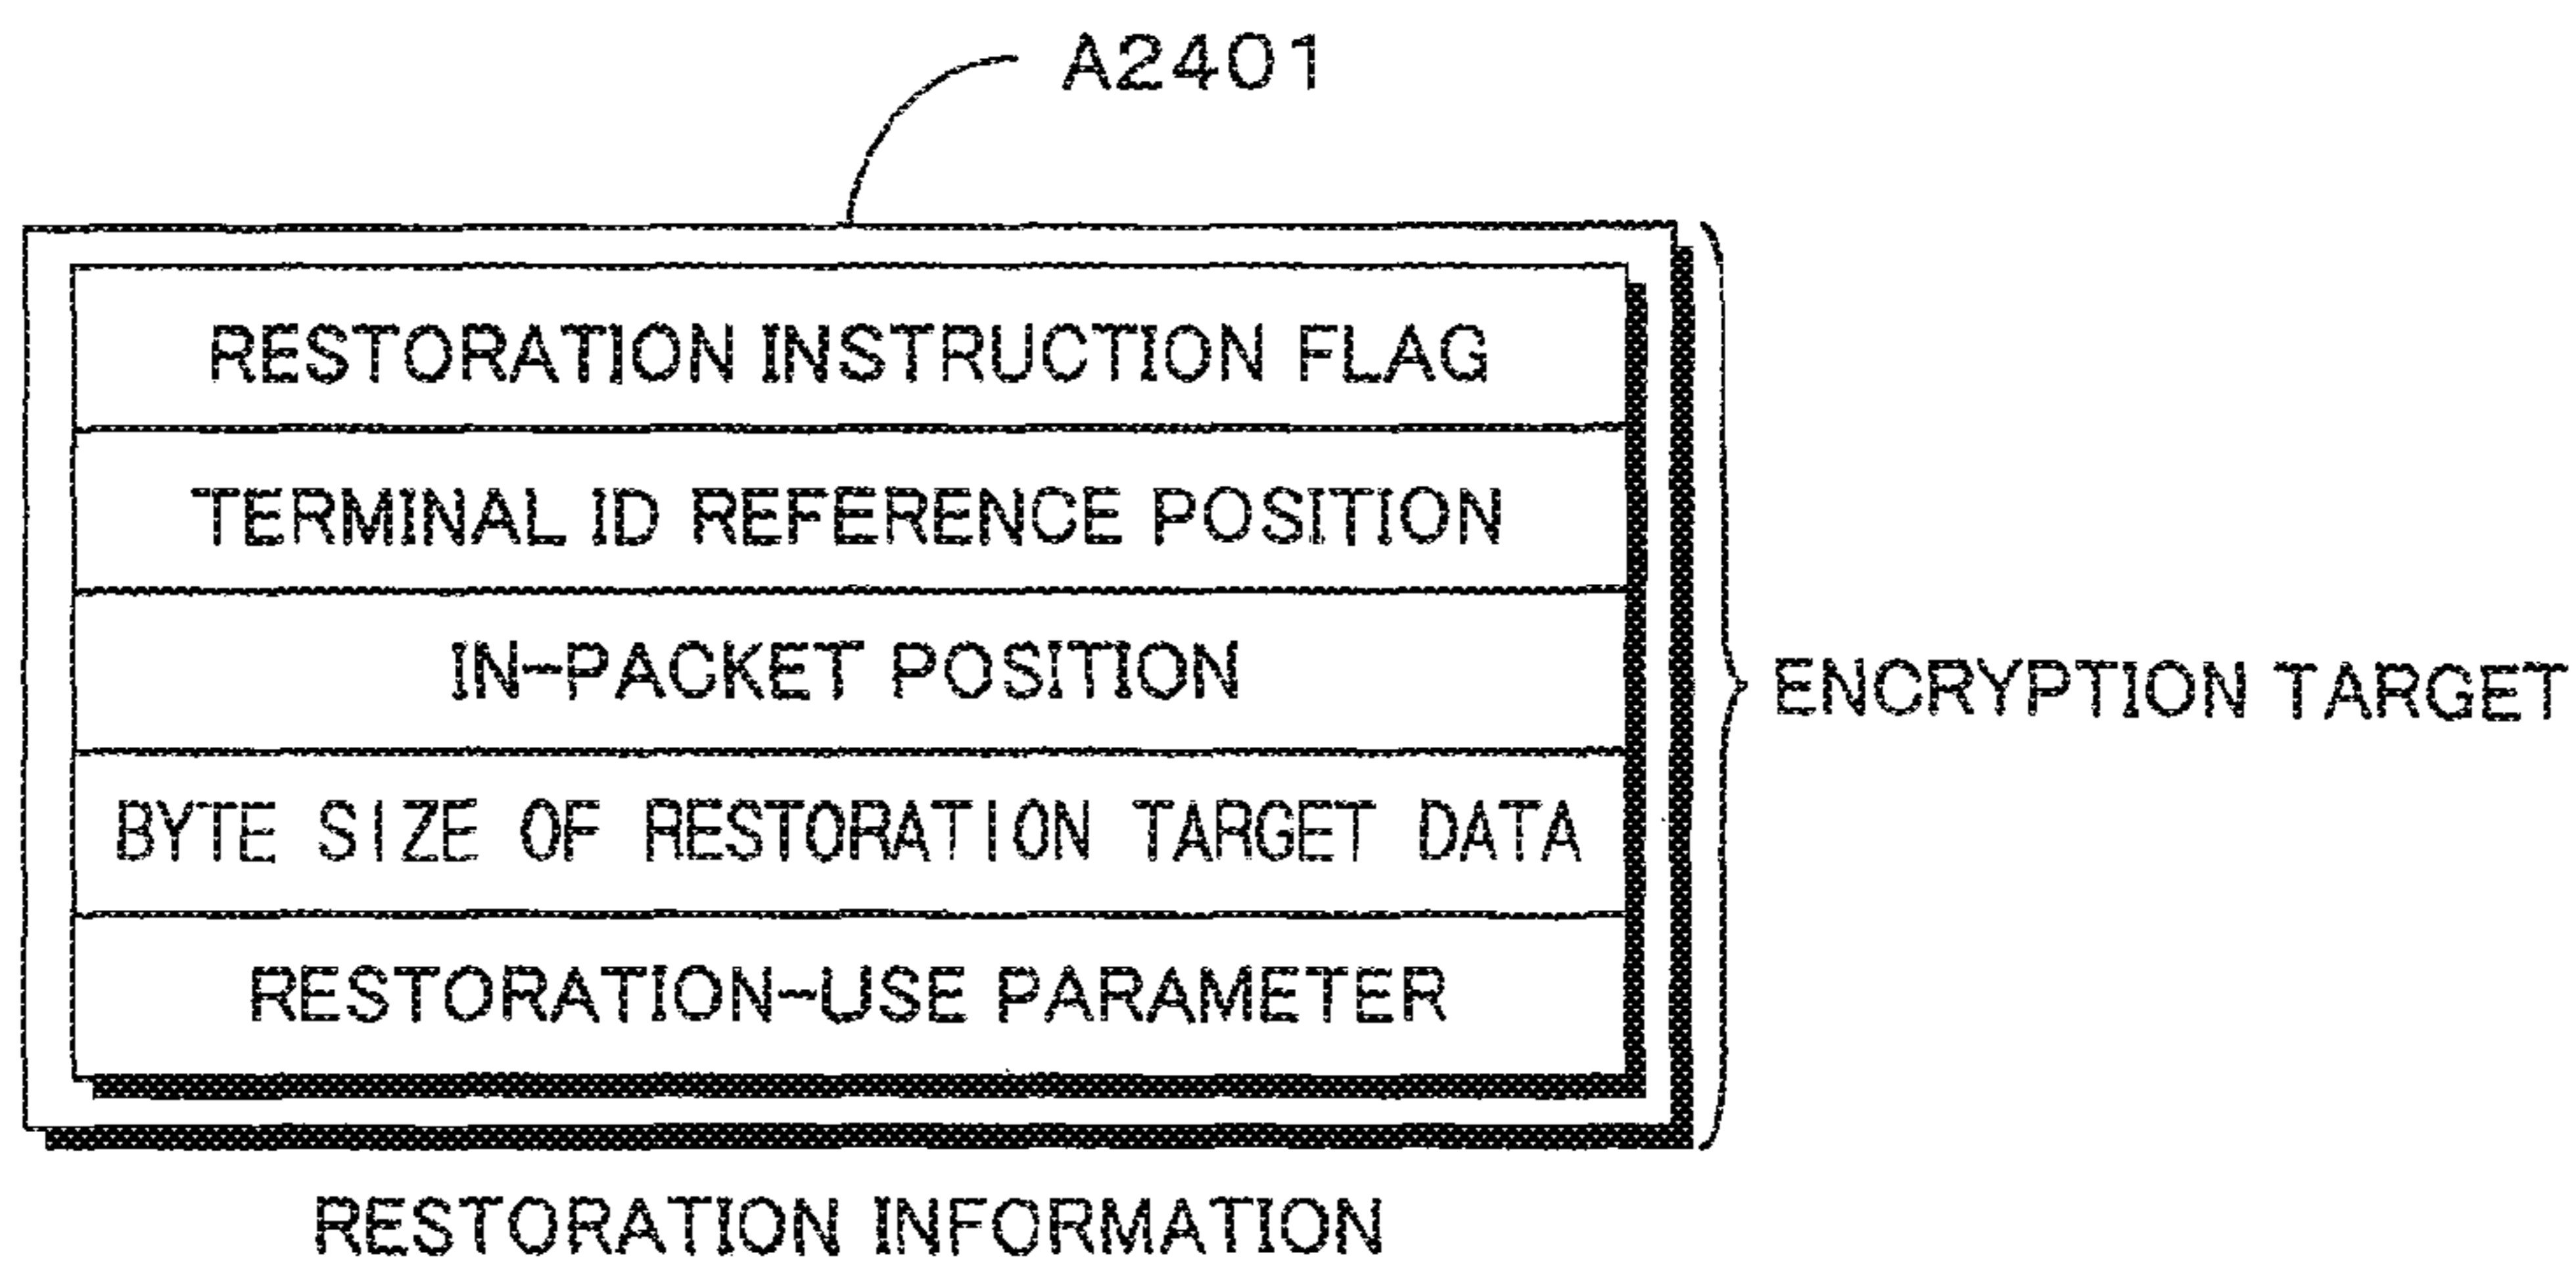 A2401
RESTORATION INSTRUCTION FLAG
TERMINAL ID REFERENCE POSITION
IN-PACKET POSITION
ENCRYPTION TARGET
BYTE SIZE OF RESTORATION TARGET DATA
RESTORATION-USE PARAMETER
RESTORATION INFORMATION